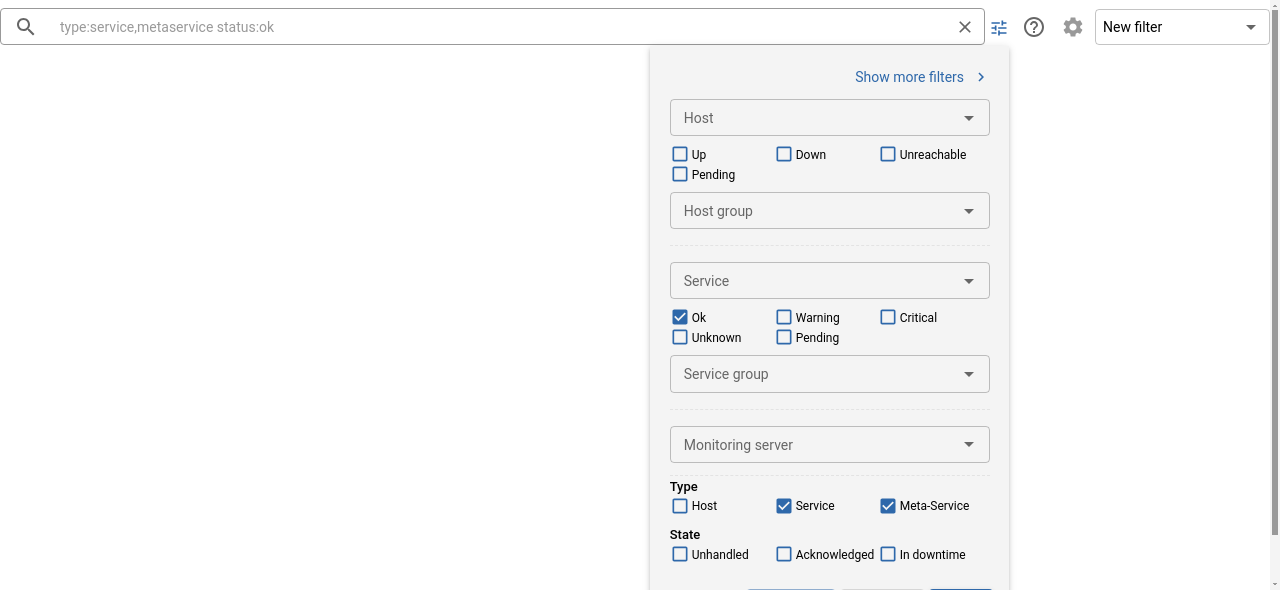 type:service,metaservice status:ok
New filter
Show more filters
Host
Up Down Unreachable
Pending
Host group
Service
Ok Warning Critical
Unknown Pending
Service group
Monitoring server
Type
Host Service Meta-Service
State
Unhandled Acknowledged In downtime